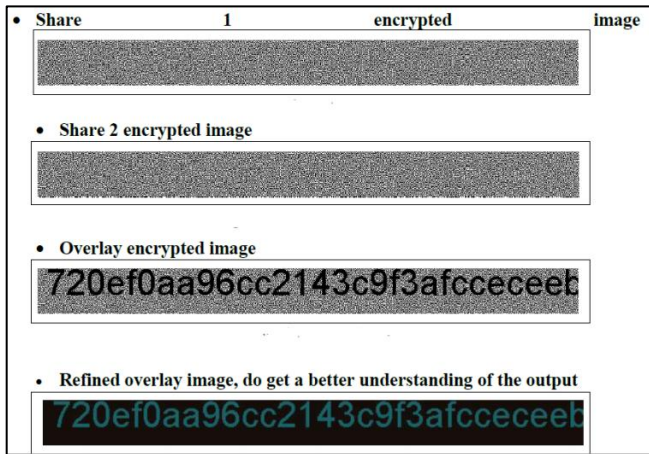 • Share 1 encrypted image
• Share 2 encrypted image
• Overlay encrypted image
720ef0aa96cc2143c9f3afcceceeb
• Refined overlay image, do get a better understanding of the output
720ef0aa96cc2143c9f3afcceceeb